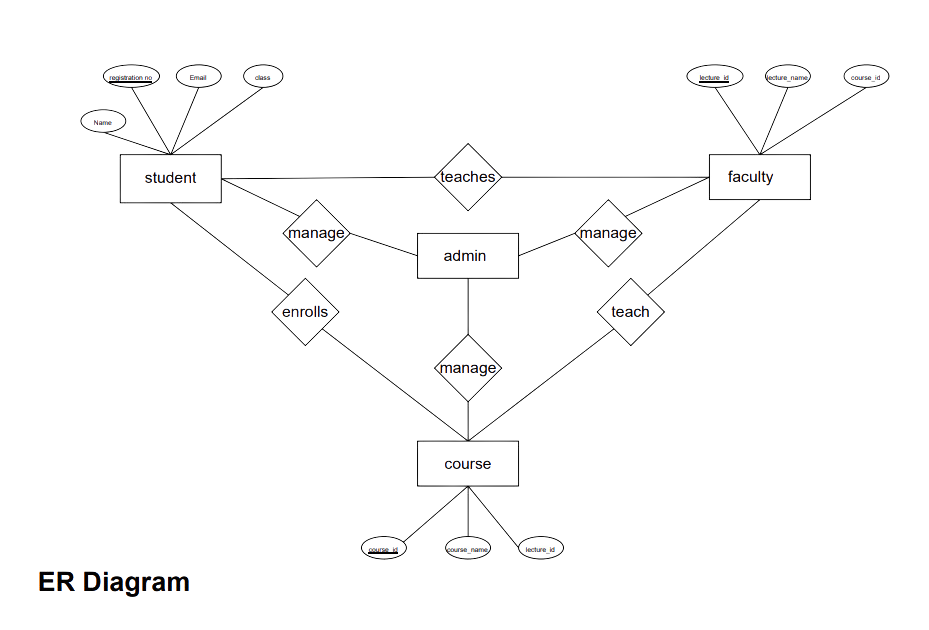 registration no
Email
class
lecture_id
lecture_name
course_id
Name
student
teaches
faculty
manage
manage
admin
enrolls
teach
manage
course
course_id
course_name
lecture_id
ER Diagram